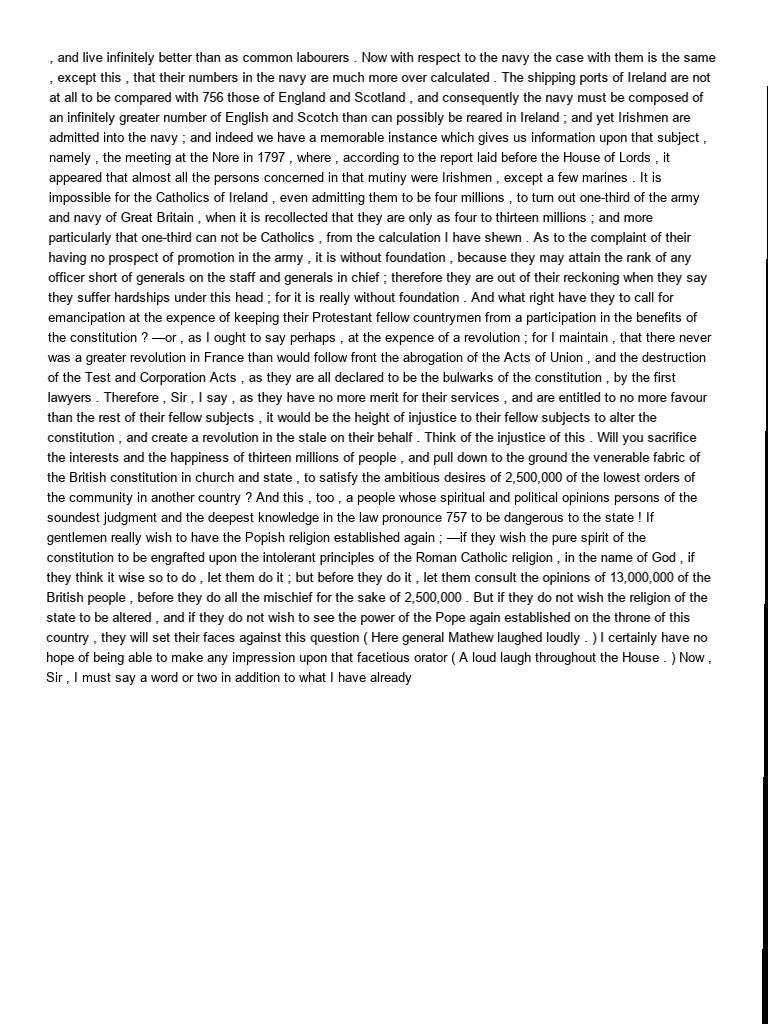 , and live infinitely better than as common labourers . Now with respect to the navy the case with them is the same
, except this , that their numbers in the navy are much more over calculated . The shipping ports of Ireland are not
at all to be compared with 756 those of England and Scotland , and consequently the navy must be composed of
an infinitely greater number of English and Scotch than can possibly be reared in Ireland ; and yet Irishmen are
admitted into the navy ; and indeed we have a memorable instance which gives us information upon that subject ,
namely , the meeting at the Nore in 1797 , where , according to the report laid before the House of Lords , it
appeared that almost all the persons concerned in that mutiny were Irishmen , except a few marines . It is
impossible for the Catholics of Ireland , even admitting them to be four millions , to turn out one-third of the army
and navy of Great Britain , when it is recollected that they are only as four to thirteen millions ; and more
particularly that one-third can not be Catholics , from the calculation I have shewn . As to the complaint of their
having no prospect of promotion in the army , it is without foundation , because they may attain the rank of any
officer short of generals on the staff and generals in chief ; therefore they are out of their reckoning when they say
they suffer hardships under this head ; for it is really without foundation . And what right have they to call for
emancipation at the expence of keeping their Protestant fellow countrymen from a participation in the benefits of
the constitution ? —or , as I ought to say perhaps , at the expence of a revolution ; for I maintain , that there never
was a greater revolution in France than would follow front the abrogation of the Acts of Union , and the destruction
of the Test and Corporation Acts , as they are all declared to be the bulwarks of the constitution , by the first
lawyers . Therefore , Sir , I say , as they have no more merit for their services , and are entitled to no more favour
than the rest of their fellow subjects , it would be the height of injustice to their fellow subjects to alter the
constitution , and create a revolution in the stale on their behalf . Think of the injustice of this . Will you sacrifice
the interests and the happiness of thirteen millions of people , and pull down to the ground the venerable fabric of
the British constitution in church and state , to satisfy the ambitious desires of 2,500,000 of the lowest orders of
the community in another country ? And this , too , a people whose spiritual and political opinions persons of the
soundest judgment and the deepest knowledge in the law pronounce 757 to be dangerous to the state ! If
gentlemen really wish to have the Popish religion established again ; —if they wish the pure spirit of the
constitution to be engrafted upon the intolerant principles of the Roman Catholic religion , in the name of God , if
they think it wise so to do , let them do it ; but before they do it , let them consult the opinions of 13,000,000 of the
British people , before they do all the mischief for the sake of 2,500,000 . But if they do not wish the religion of the
state to be altered , and if they do not wish to see the power of the Pope again established on the throne of this
country , they will set their faces against this question ( Here general Mathew laughed loudly . ) I certainly have no
hope of being able to make any impression upon that facetious orator ( A loud laugh throughout the House . ) Now ,
Sir , I must say a word or two in addition to what I have already